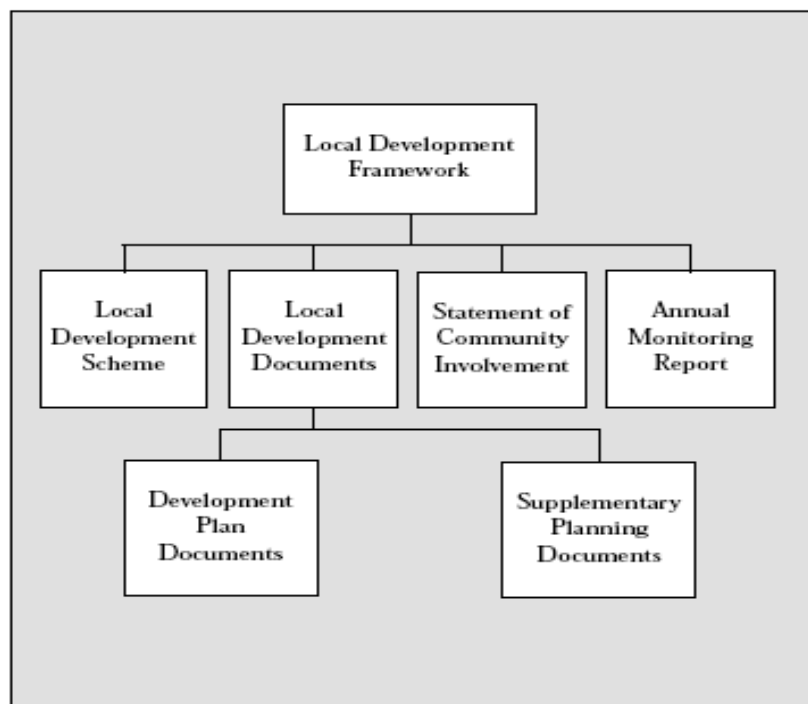 Local Development
Framework
Local
Development
Scheme
Local
Development
Documents
Statement of
Community
Involvement
Annual
Monitoring
Report
Development
Plan
Documents
Supplementary
Planning
Documents